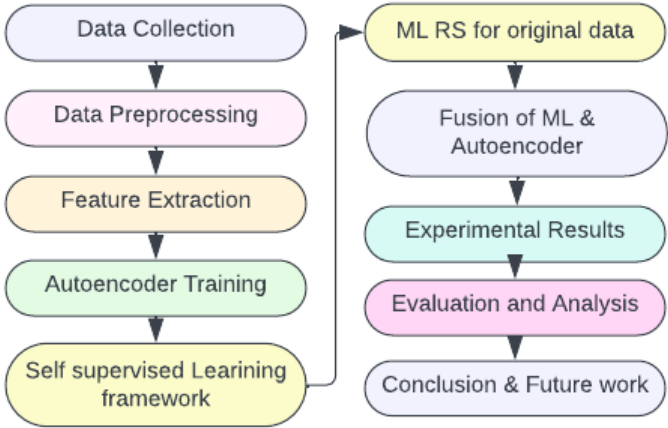 Data Collection
Data Preprocessing
Feature Extraction
Autoencoder Training
Self supervised Learining
framework
ML RS for original data
Fusion of ML &
Autoencoder
Experimental Results
Evaluation and Analysis
Conclusion & Future work